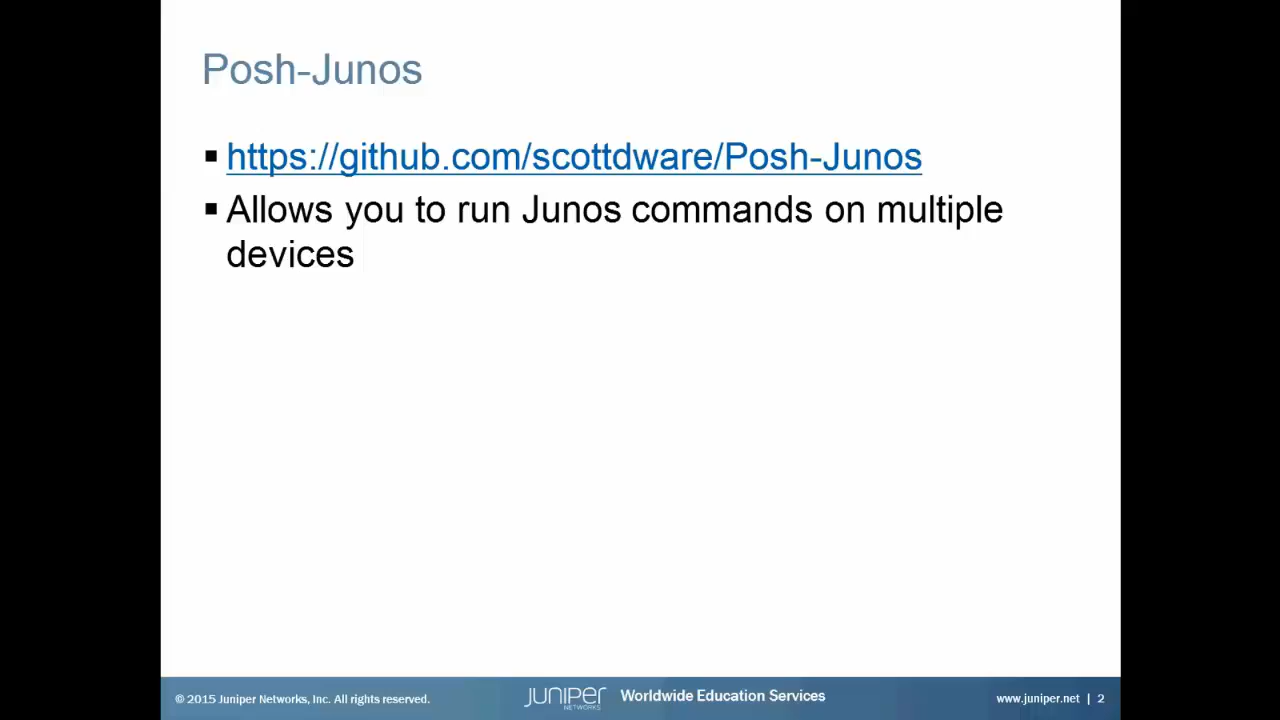 Posh-Junos
▪ https://github.com/scottdware/Posh-Junos
▪ Allows you to run Junos commands on multiple
devices
© 2015 Juniper Networks, Inc. All rights reserved.
JUNIPER
NETWORKS
Worldwide Education Services
www.juniper.net | 2